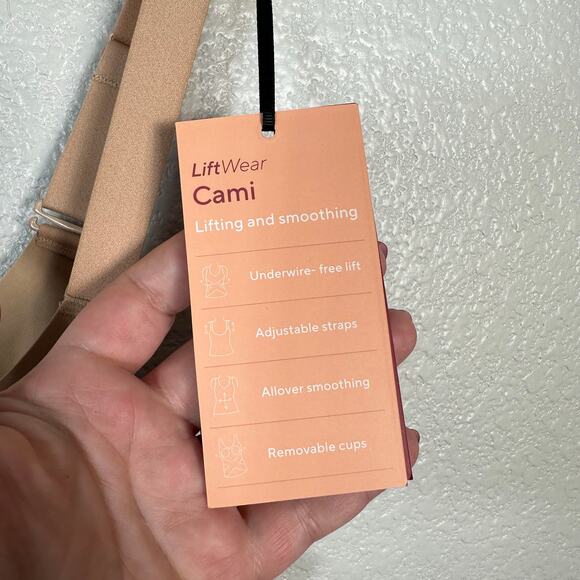 LiftWear
Cami
Lifting and smoothing
Underwire- free lift
Adjustable straps
Allover smoothing
Removable cups